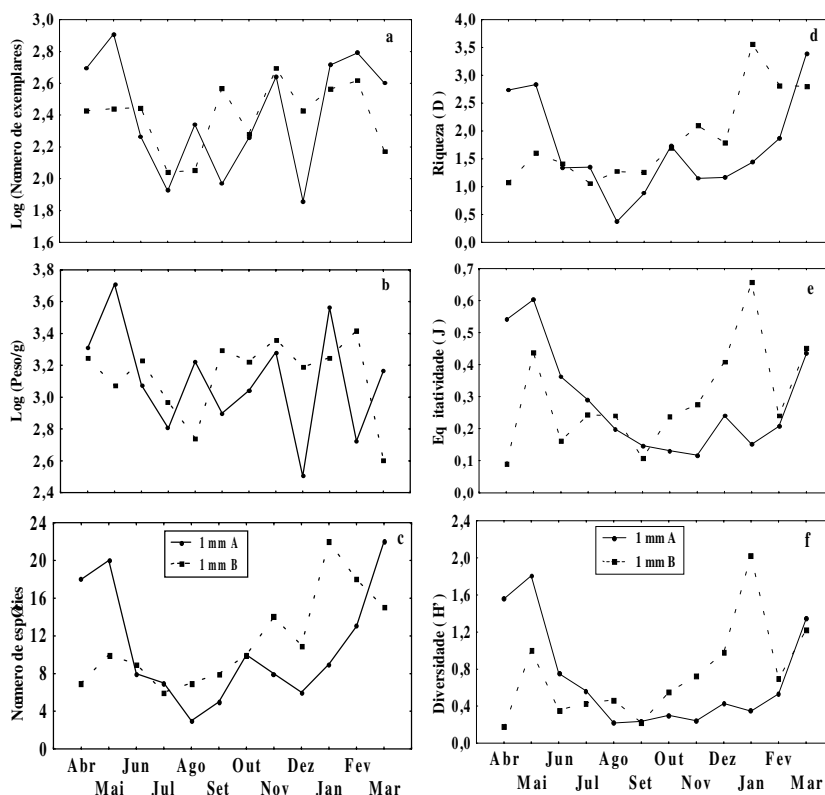 a
Log (Nœmero de exemplares)
3,0
2,8
2,6
2,4
2,2
2,0
1,8
1,6
b
Log (Peso/g)
3,8
3,6
3,4
3,2
3,0
2,8
2,6
2,4
c
1 mm A
1 mm B
Nœmero de espØcies
24
20
16
12
8
4
0
Abr Jun Ago Out Dez Fev
Mai Jul Set Nov Jan Mar
d
Riqueza ( D )
4,0
3,5
3,0
2,5
2,0
1,5
1,0
0,5
0,0
e
Eq itatividade ( J )
0,7
0,6
0,5
0,4
0,3
0,2
0,1
0,0
f
1 mm A
1 mm B
Diversidade ( H' )
2,4
2,0
1,6
1,2
0,8
0,4
0,0
Abr Jun Ago Out Dez Fev
Mai Jul Set Nov Jan Mar